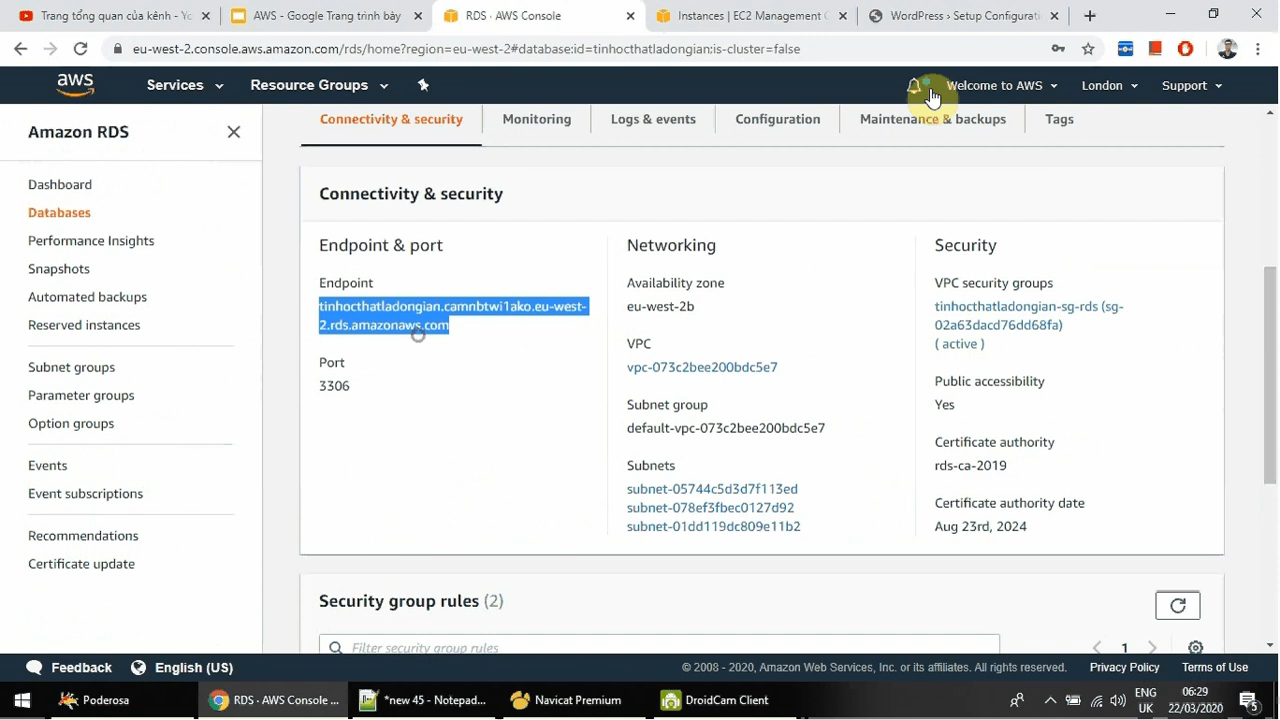 Trang tổng quan của kênh - Yo
AWS - Google Trang trình bày
RDS · AWS Console
Instances | EC2 Management C
WordPress › Setup Configurati
eu-west-2.console.aws.amazon.com/rds/home?region=eu-west-2#database:id=tinhocthatladongian;is-cluster=false
aws
Services
Resource Groups
Welcome to AWS
London
Support
Amazon RDS
Dashboard
Databases
Performance Insights
Snapshots
Automated backups
Reserved instances
Subnet groups
Parameter groups
Option groups
Events
Event subscriptions
Recommendations
Certificate update
Connectivity & security
Monitoring
Logs & events
Configuration
Maintenance & backups
Tags
Connectivity & security
Endpoint & port
Endpoint
tinhocthatladongian.camnbtwi1ako.eu-west-
2.rds.amazonaws.com
Port
3306
Networking
Availability zone
eu-west-2b
VPC
vpc-073c2bee200bdc5e7
Subnet group
default-vpc-073c2bee200bdc5e7
Subnets
subnet-05744c5d3d7f113ed
subnet-078ef3fbec0127d92
subnet-01dd119dc809e11b2
Security
VPC security groups
tinhocthatladongian-sg-rds (sg-
02a63dacd76dd68fa)
( active )
Public accessibility
Yes
Certificate authority
rds-ca-2019
Certificate authority date
Aug 23rd, 2024
Security group rules (2)
Filter security group rules
1
Feedback
English (US)
© 2008 - 2020, Amazon Web Services, Inc. or its affiliates. All rights reserved.
Privacy Policy
Terms of Use
Poderosa
RDS · AWS Console ...
*new 45 - Notepad...
Navicat Premium
DroidCam Client
ENG
UK
06:29
22/03/2020
5